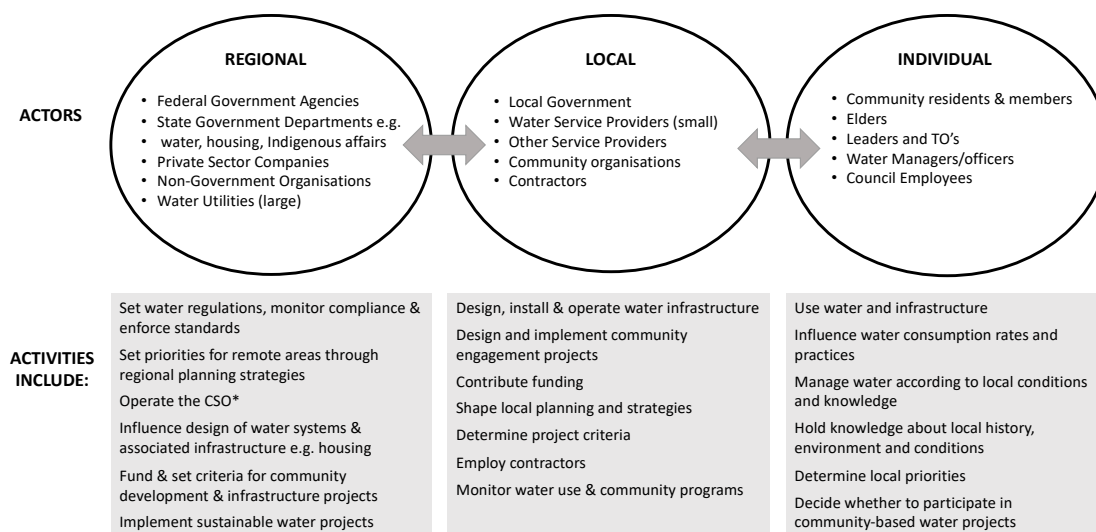 REGIONAL
LOCAL
INDIVIDUAL
ACTORS
• Federal Government Agencies
• State Government Departments e.g.
• water, housing, Indigenous affairs
• Private Sector Companies
• Non-Government Organisations
• Water Utilities (large)
• Local Government
• Water Service Providers (small)
• Other Service Providers
• Community organisations
• Contractors
• Community residents & members
• Elders
• Leaders and TO's
• Water Managers/officers
• Council Employees
ACTIVITIES
INCLUDE:
Set water regulations, monitor compliance &
enforce standards
Set priorities for remote areas through
regional planning strategies
Operate the CSO*
Influence design of water systems &
associated infrastructure e.g. housing
Fund & set criteria for community
development & infrastructure projects
Implement sustainable water projects
Design, install & operate water infrastructure
Design and implement community
engagement projects
Contribute funding
Shape local planning and strategies
Determine project criteria
Employ contractors
Monitor water use & community programs
Use water and infrastructure
Influence water consumption rates and
practices
Manage water according to local conditions
and knowledge
Hold knowledge about local history,
environment and conditions
Determine local priorities
Decide whether to participate in
community-based water projects